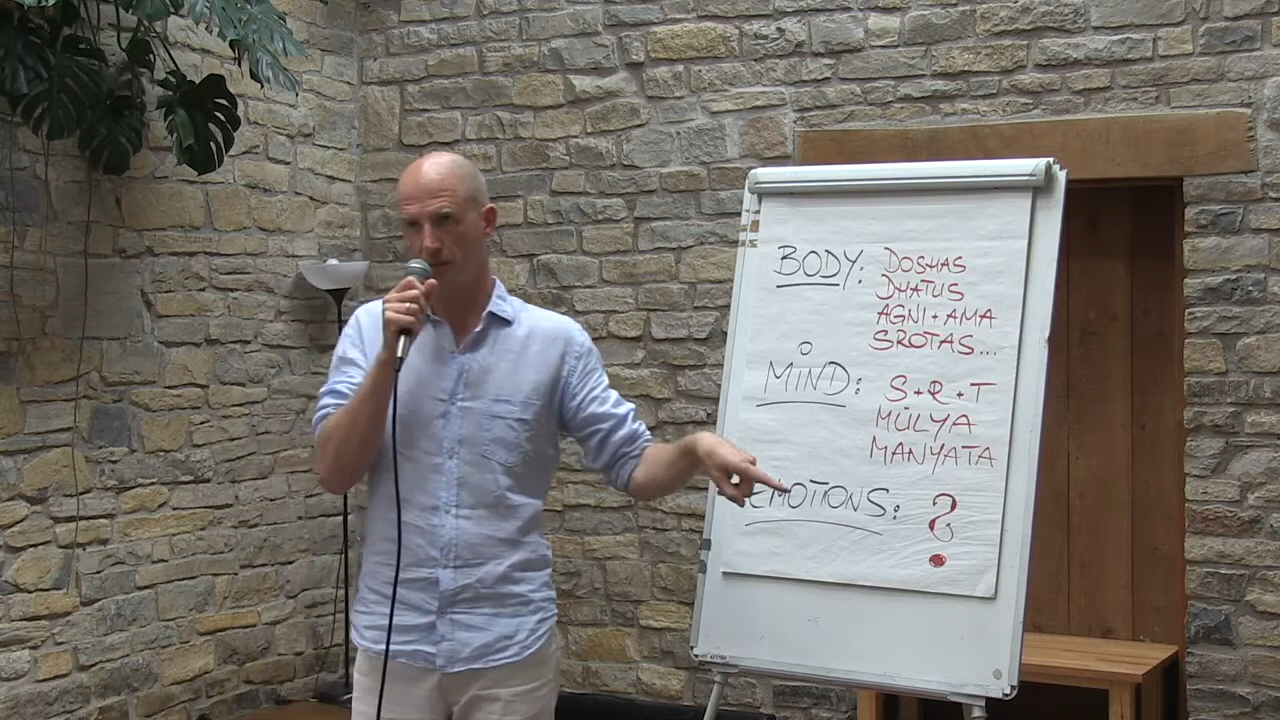 BODY: DOSHAS
DHATUS
AGNI + AMA
SROTAS...
MIND: S+R+T
MŪLYA
MANYATA
EMOTIONS: ?